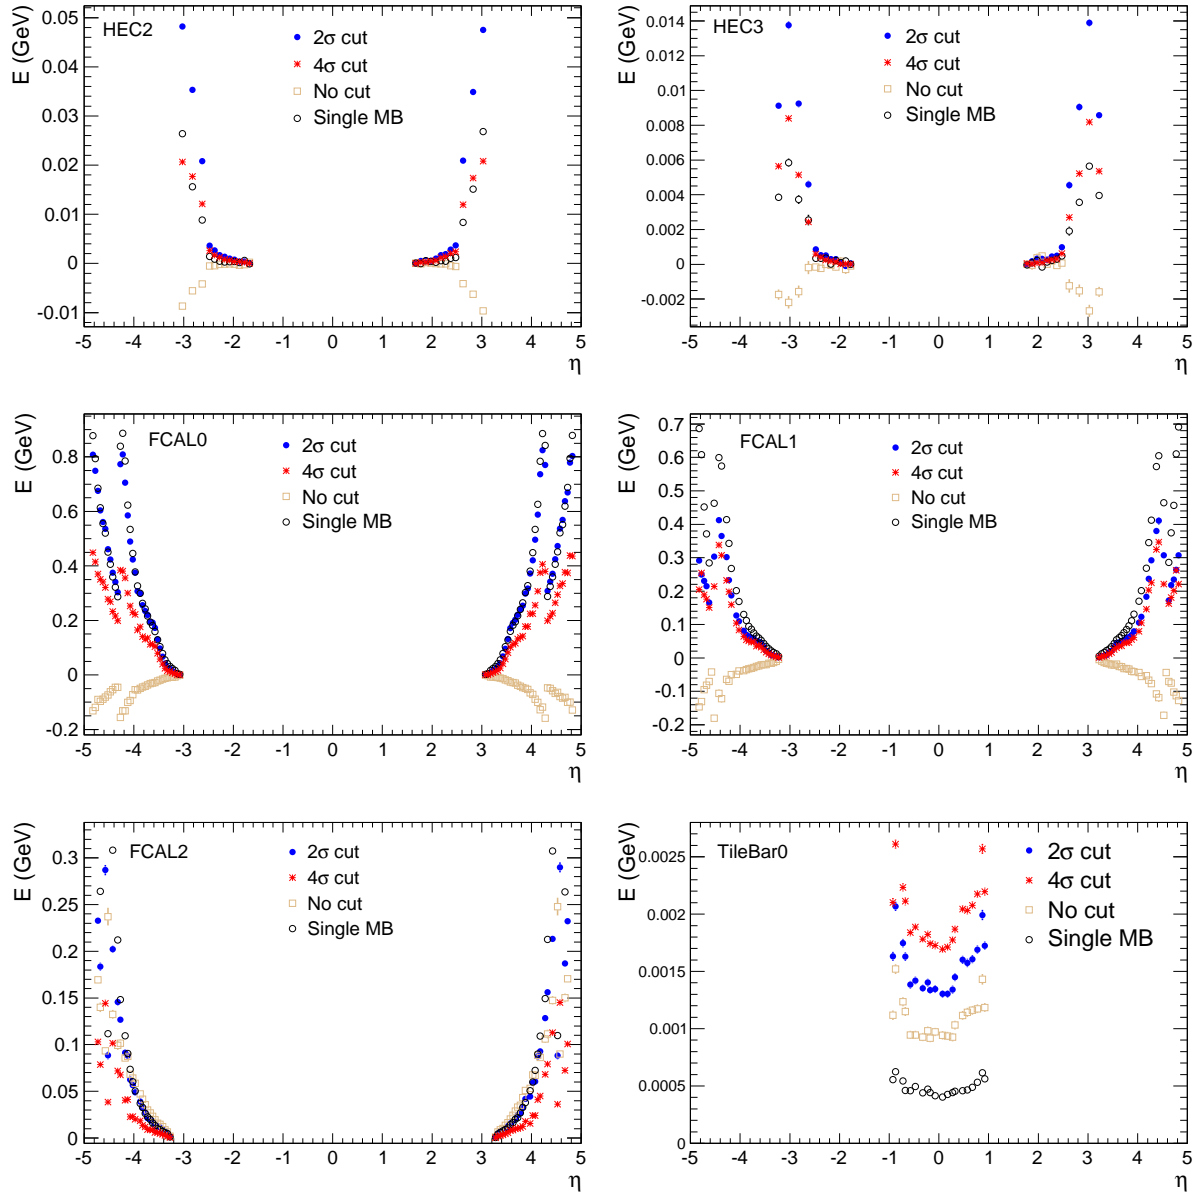 HEC2
E (GeV)
2σ cut
4σ cut
No cut
Single MB
0.05
0.04
0.03
0.02
0.01
0
-0.01
-5 -4 -3 -2 -1 0 1 2 3 4 5
η
HEC3
E (GeV)
2σ cut
4σ cut
No cut
Single MB
0.014
0.012
0.01
0.008
0.006
0.004
0.002
0
-0.002
-5 -4 -3 -2 -1 0 1 2 3 4 5
η
FCAL0
E (GeV)
2σ cut
4σ cut
No cut
Single MB
0.8
0.6
0.4
0.2
0
-0.2
-5 -4 -3 -2 -1 0 1 2 3 4 5
η
FCAL1
E (GeV)
2σ cut
4σ cut
No cut
Single MB
0.7
0.6
0.5
0.4
0.3
0.2
0.1
0
-0.1
-0.2
-5 -4 -3 -2 -1 0 1 2 3 4 5
η
FCAL2
E (GeV)
2σ cut
4σ cut
No cut
Single MB
0.3
0.25
0.2
0.15
0.1
0.05
0
-5 -4 -3 -2 -1 0 1 2 3 4 5
η
TileBar0
E (GeV)
2σ cut
4σ cut
No cut
Single MB
0.0025
0.002
0.0015
0.001
0.0005
0
-5 -4 -3 -2 -1 0 1 2 3 4 5
η